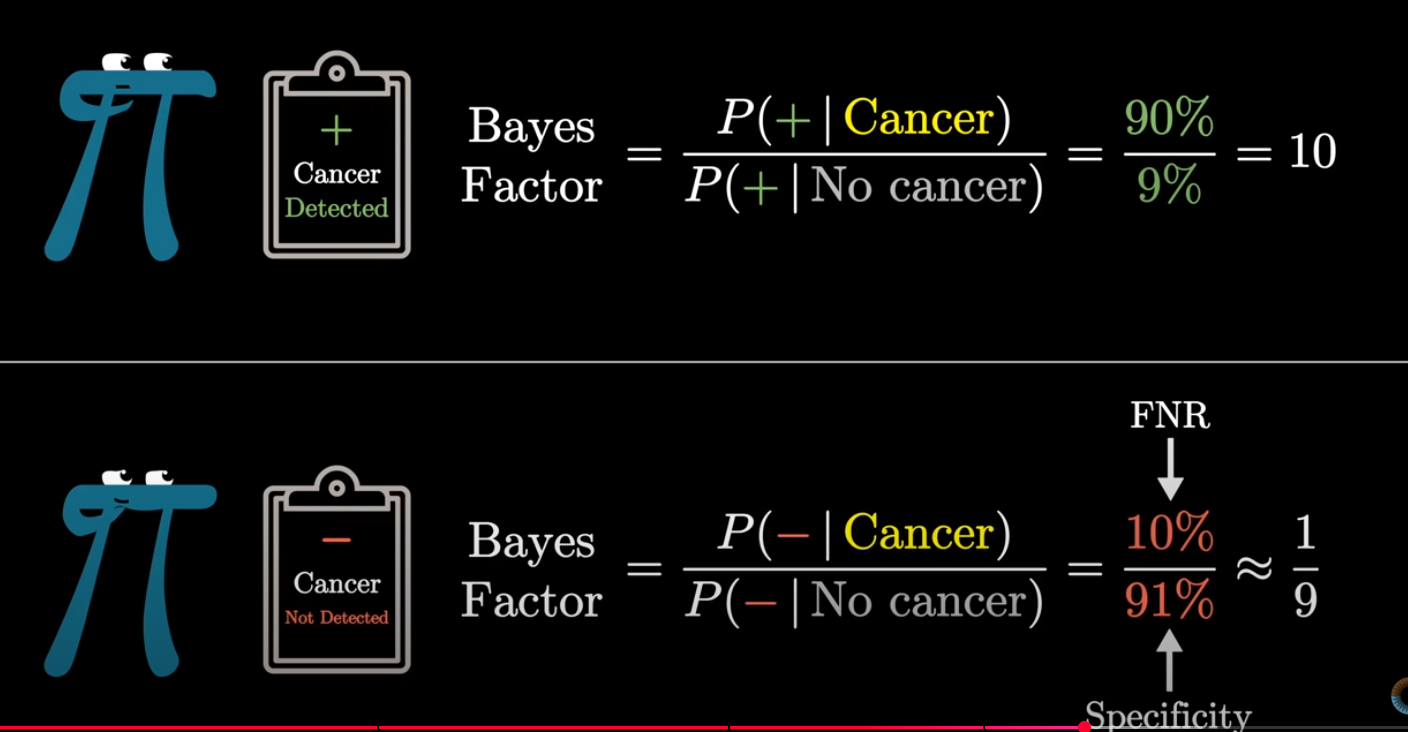 +
Cancer
Detected
Bayes
Factor
= P(+ | Cancer) / P(+ | No cancer) = 90% / 9% = 10
FNR
−
Cancer
Not Detected
Bayes
Factor
= P(− | Cancer) / P(− | No cancer) = 10% / 91% ≈ 1 / 9
Specificity